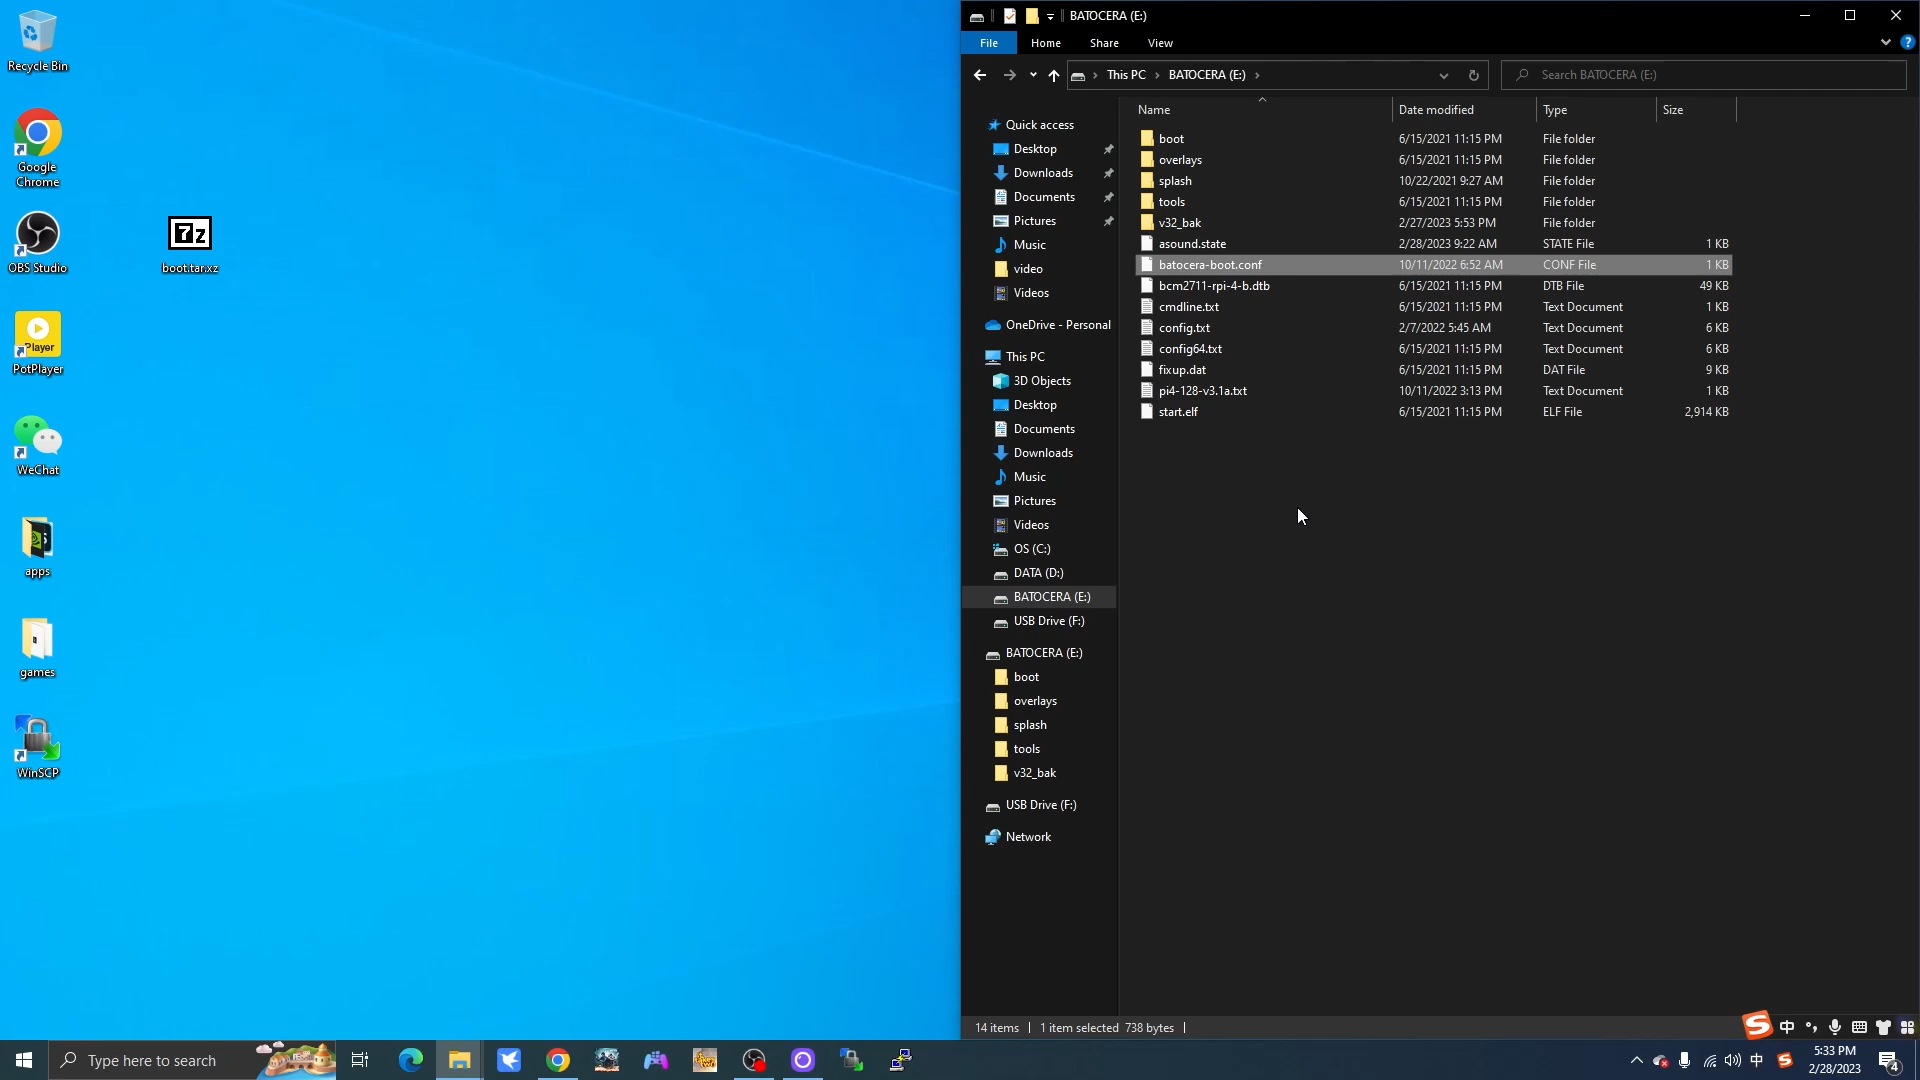 Recycle Bin
Google
Chrome
OBS Studio
7z
boot.tar.xz
Player
PotPlayer
WeChat
apps
games
WinSCP
BATOCERA (E:)
File
Home
Share
View
This PC
BATOCERA (E:)
Search BATOCERA (E:)
Name
Date modified
Type
Size
Quick access
Desktop
Downloads
Documents
Pictures
Music
video
Videos
OneDrive - Personal
This PC
3D Objects
Desktop
Documents
Downloads
Music
Pictures
Videos
OS (C:)
DATA (D:)
BATOCERA (E:)
USB Drive (F:)
BATOCERA (E:)
boot
overlays
splash
tools
v32_bak
USB Drive (F:)
Network
boot 6/15/2021 11:15 PM File folder
overlays 6/15/2021 11:15 PM File folder
splash 10/22/2021 9:27 AM File folder
tools 6/15/2021 11:15 PM File folder
v32_bak 2/27/2023 5:53 PM File folder
asound.state 2/28/2023 9:22 AM STATE File 1 KB
batocera-boot.conf 10/11/2022 6:52 AM CONF File 1 KB
bcm2711-rpi-4-b.dtb 6/15/2021 11:15 PM DTB File 49 KB
cmdline.txt 6/15/2021 11:15 PM Text Document 1 KB
config.txt 2/7/2022 5:45 AM Text Document 6 KB
config64.txt 6/15/2021 11:15 PM Text Document 6 KB
fixup.dat 6/15/2021 11:15 PM DAT File 9 KB
pi4-128-v3.1a.txt 10/11/2022 3:13 PM Text Document 1 KB
start.elf 6/15/2021 11:15 PM ELF File 2,914 KB
14 items
1 item selected 738 bytes
S 中
Type here to search
中 S
5:33 PM
2/28/2023
4